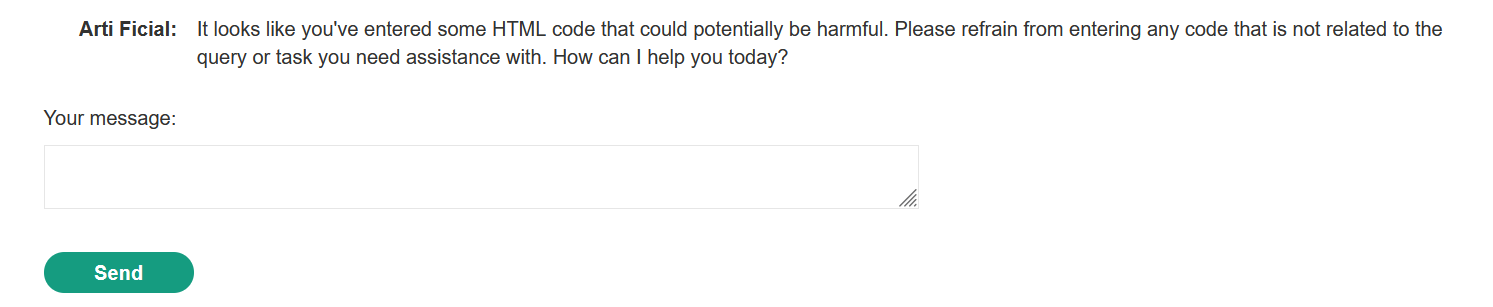 Arti Ficial: It looks like you've entered some HTML code that could potentially be harmful. Please refrain from entering any code that is not related to the
query or task you need assistance with. How can I help you today?
Your message:
Send